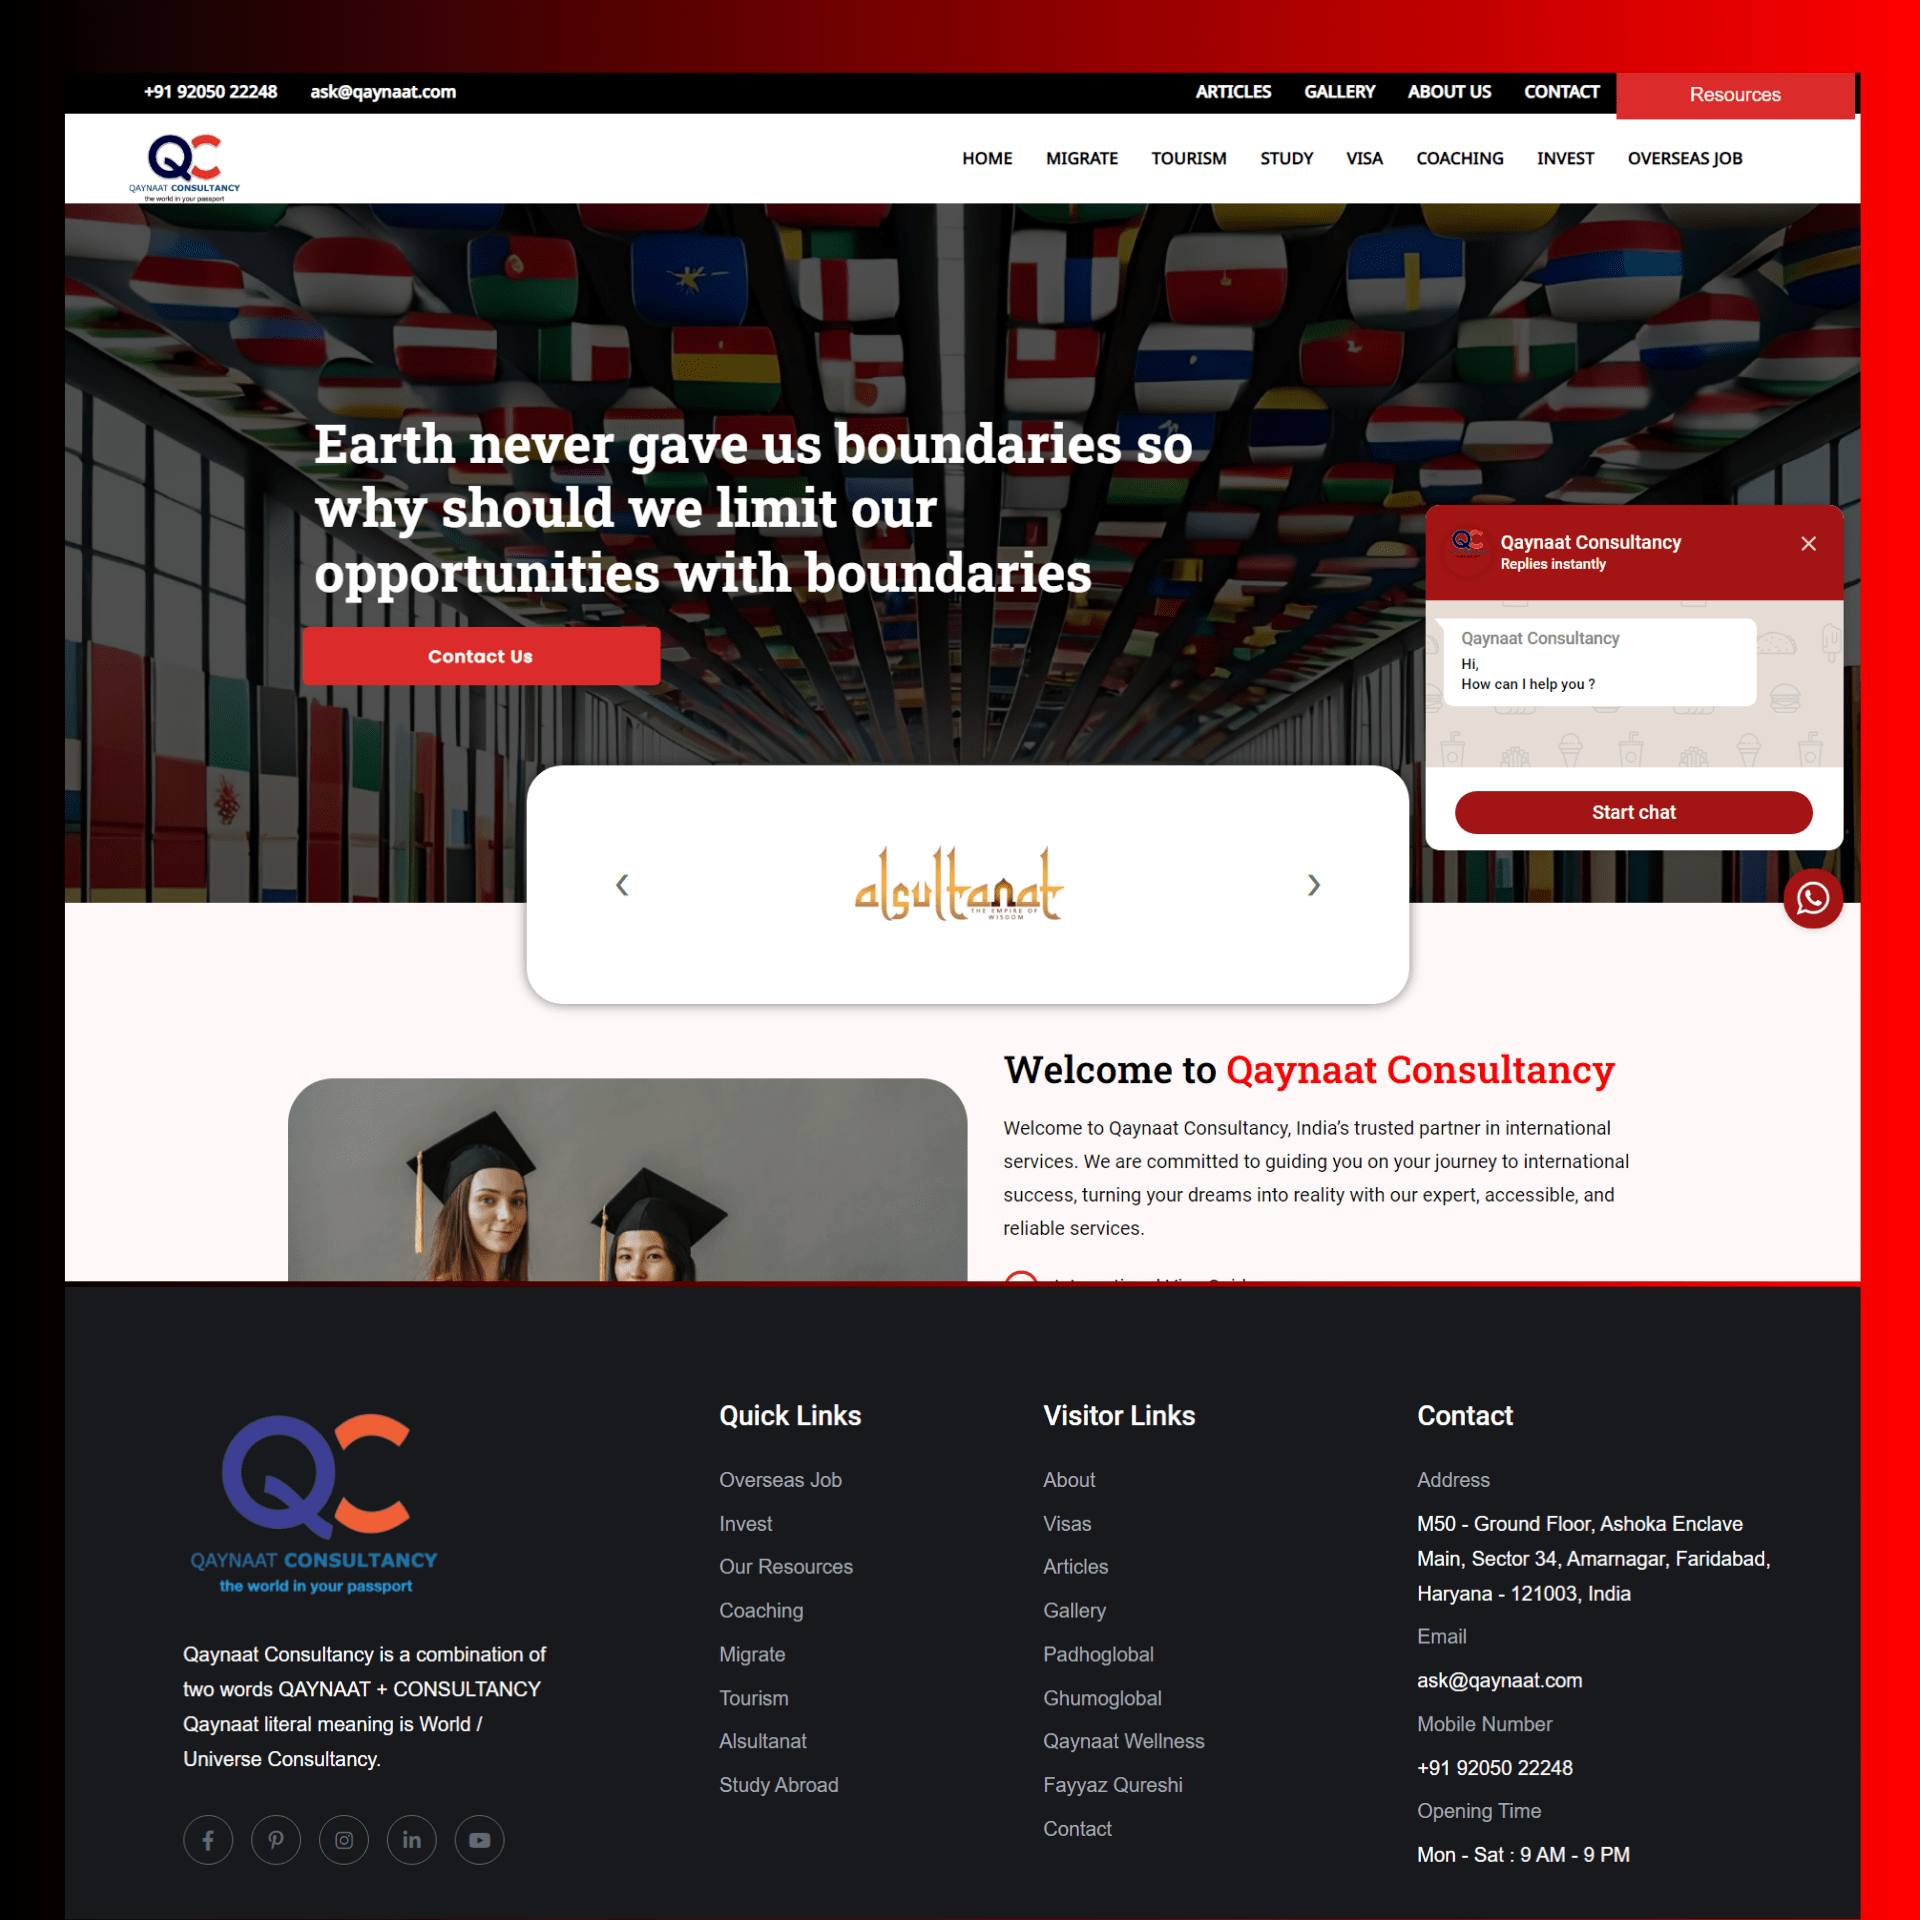 +91 92050 22248
ask@qaynaat.com
ARTICLES
GALLERY
ABOUT US
CONTACT
Resources
QC
QAYNAAT CONSULTANCY
the world in your passport
HOME
MIGRATE
TOURISM
STUDY
VISA
COACHING
INVEST
OVERSEAS JOB
Earth never gave us boundaries so
why should we limit our
opportunities with boundaries
Contact Us
QC
Qaynaat Consultancy
Replies instantly
Qaynaat Consultancy
Hi,
How can I help you ?
Start chat
alsultanat
THE EMPIRE OF
WISDOM
Welcome to Qaynaat Consultancy
Welcome to Qaynaat Consultancy, India’s trusted partner in international
services. We are committed to guiding you on your journey to international
success, turning your dreams into reality with our expert, accessible, and
reliable services.
QC
QAYNAAT CONSULTANCY
the world in your passport
Qaynaat Consultancy is a combination of
two words QAYNAAT + CONSULTANCY
Qaynaat literal meaning is World /
Universe Consultancy.
Quick Links
Overseas Job
Invest
Our Resources
Coaching
Migrate
Tourism
Alsultanat
Study Abroad
Visitor Links
About
Visas
Articles
Gallery
Padhoglobal
Ghumoglobal
Qaynaat Wellness
Fayyaz Qureshi
Contact
Contact
Address
M50 - Ground Floor, Ashoka Enclave
Main, Sector 34, Amarnagar, Faridabad,
Haryana - 121003, India
Email
ask@qaynaat.com
Mobile Number
+91 92050 22248
Opening Time
Mon - Sat : 9 AM - 9 PM